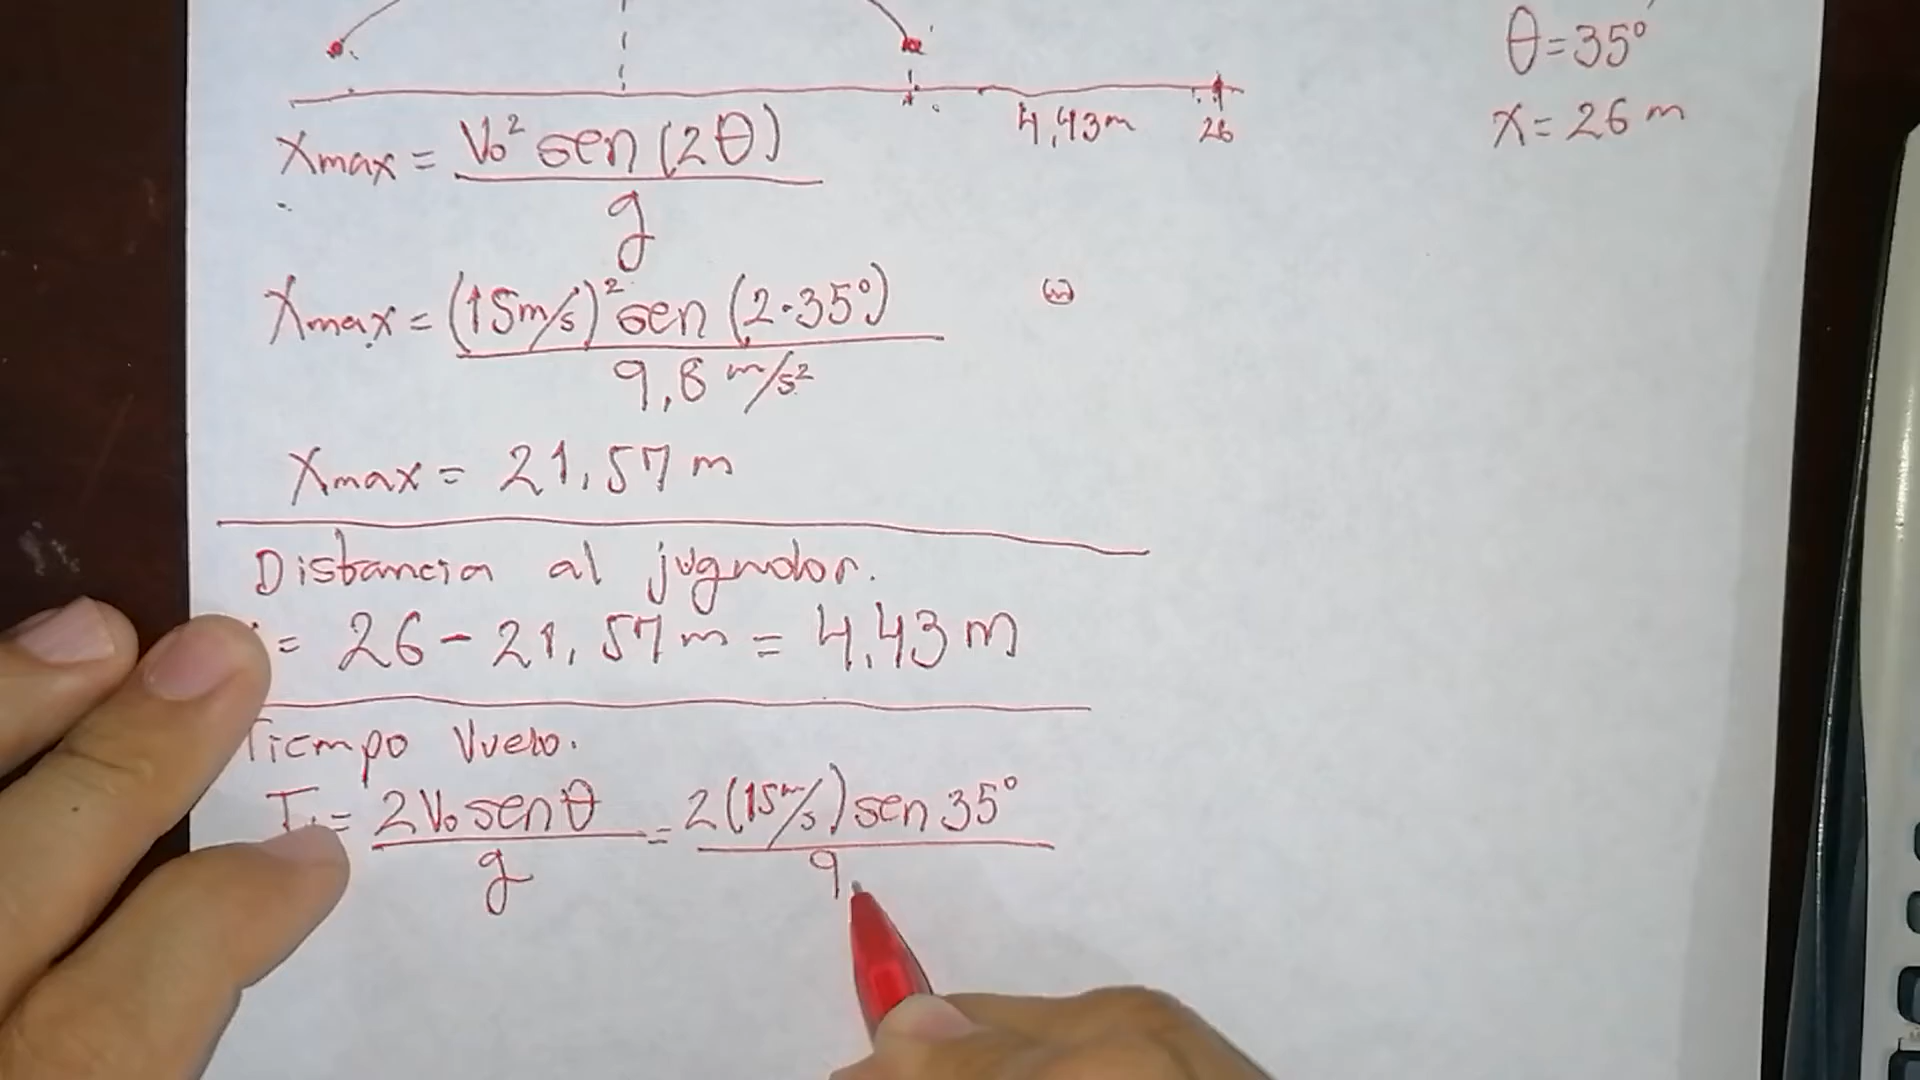 θ=35°
x= 26 m
4,43m 26
Xmax = Vo² sen (2θ)
g
Xmax = (15m/s)² sen (2·35°)
9,8 m/s²
Xmax = 21,57 m
Distancia al jugador.
= 26 - 21,57 m = 4,43 m
Tiempo Vuelo.
= 2Vo sen θ = 2(15m/s) sen 35°
g 9